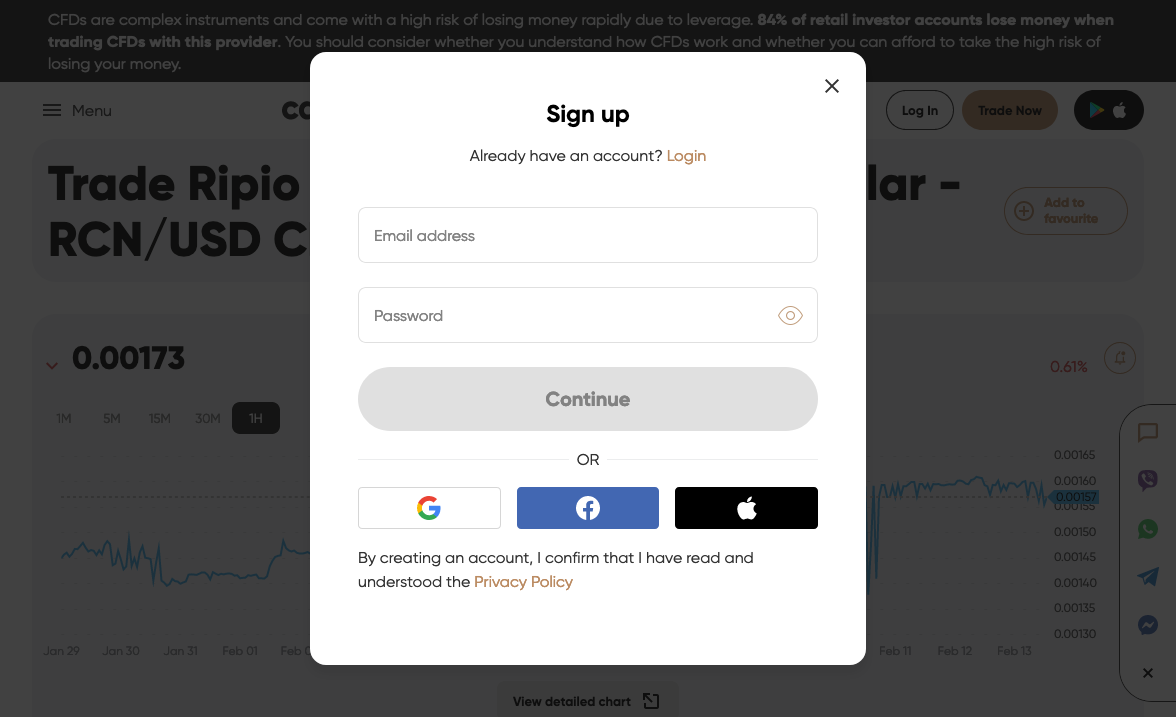 CFDs are complex instruments and come with a high risk of losing money rapidly due to leverage. 84% of retail investor accounts lose money when
trading CFDs with this provider. You should consider whether you understand how CFDs work and whether you can afford to take the high risk of
losing your money.
Menu
Log In
Trade Now
Trade Ripio
lar -
RCN/USD C
Add to
favourite
Sign up
Already have an account? Login
Email address
Password
Continue
OR
By creating an account, I confirm that I have read and
understood the Privacy Policy
0.00173
0.61%
1M 5M 15M 30M 1H
0.00165
0.00160
0.00157
0.00155
0.00150
0.00145
0.00140
0.00135
0.00130
Jan 29 Jan 30 Jan 31 Feb 01 Feb 11 Feb 12 Feb 13
View detailed chart